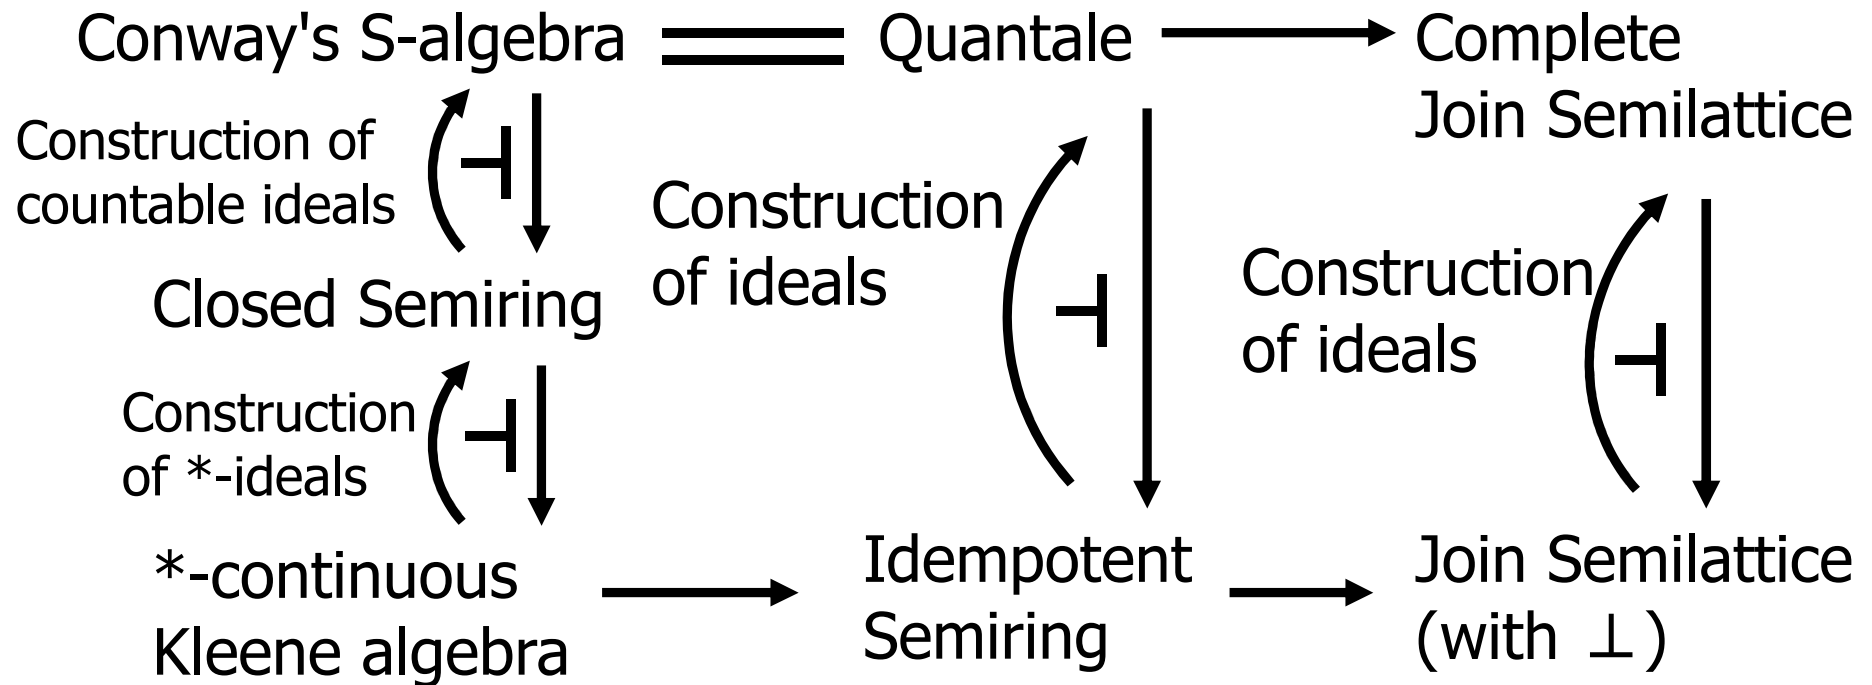 Conway's S-algebra
Quantale
Complete
Join Semilattice
Construction of
countable ideals
Construction
of ideals
Construction
of ideals
Closed Semiring
Construction
of *-ideals
*-continuous
Kleene algebra
Idempotent
Semiring
Join Semilattice
(with ⊥)